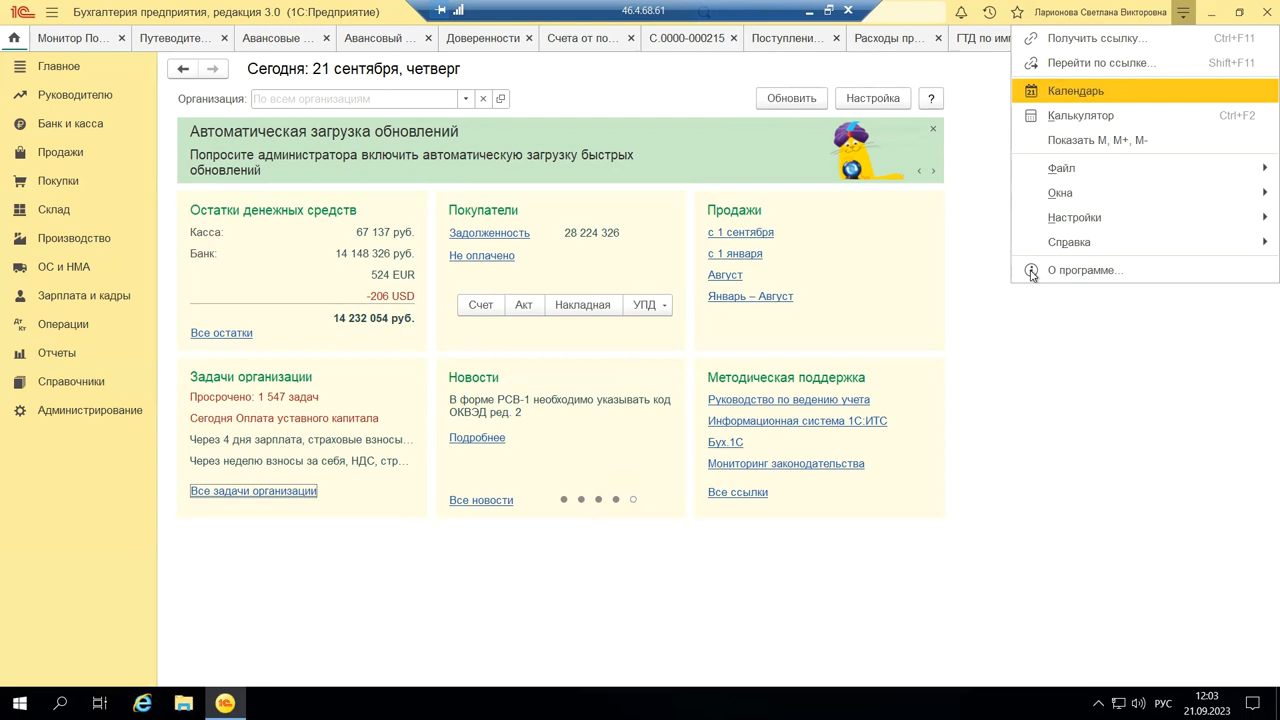 Бухгалтерия предприятия, редакция 3.0 (1С:Предприятие)
46.4.68.61
Ларионова Светлана Викторовна
Монитор По...
Путеводите...
Авансовые ...
Авансовый ...
Доверенности
Счета от по...
С.0000-000215
Поступлени...
Расходы пр...
ГТД по им
Главное
Руководителю
Банк и касса
Продажи
Покупки
Склад
Производство
ОС и НМА
Зарплата и кадры
Операции
Отчеты
Справочники
Администрирование
Сегодня: 21 сентября, четверг
Организация: По всем организациям
Обновить
Настройка
?
Автоматическая загрузка обновлений
Попросите администратора включить автоматическую загрузку быстрых
обновлений
Остатки денежных средств
Касса: 67 137 руб.
Банк: 14 148 326 руб.
524 EUR
-206 USD
14 232 054 руб.
Все остатки
Покупатели
Задолженность 28 224 326
Не оплачено
Счет Акт Накладная УПД
Продажи
с 1 сентября
с 1 января
Август
Январь – Август
Задачи организации
Просрочено: 1 547 задач
Сегодня Оплата уставного капитала
Через 4 дня зарплата, страховые взносы...
Через неделю взносы за себя, НДС, стр...
Все задачи организации
Новости
В форме РСВ-1 необходимо указывать код
ОКВЭД ред. 2
Подробнее
Все новости
Методическая поддержка
Руководство по ведению учета
Информационная система 1С:ИТС
Бух.1С
Мониторинг законодательства
Все ссылки
Получить ссылку... Ctrl+F11
Перейти по ссылке... Shift+F11
Календарь
Калькулятор Ctrl+F2
Показать M, M+, M-
Файл
Окна
Настройки
Справка
О программе...
РУС
12:03
21.09.2023